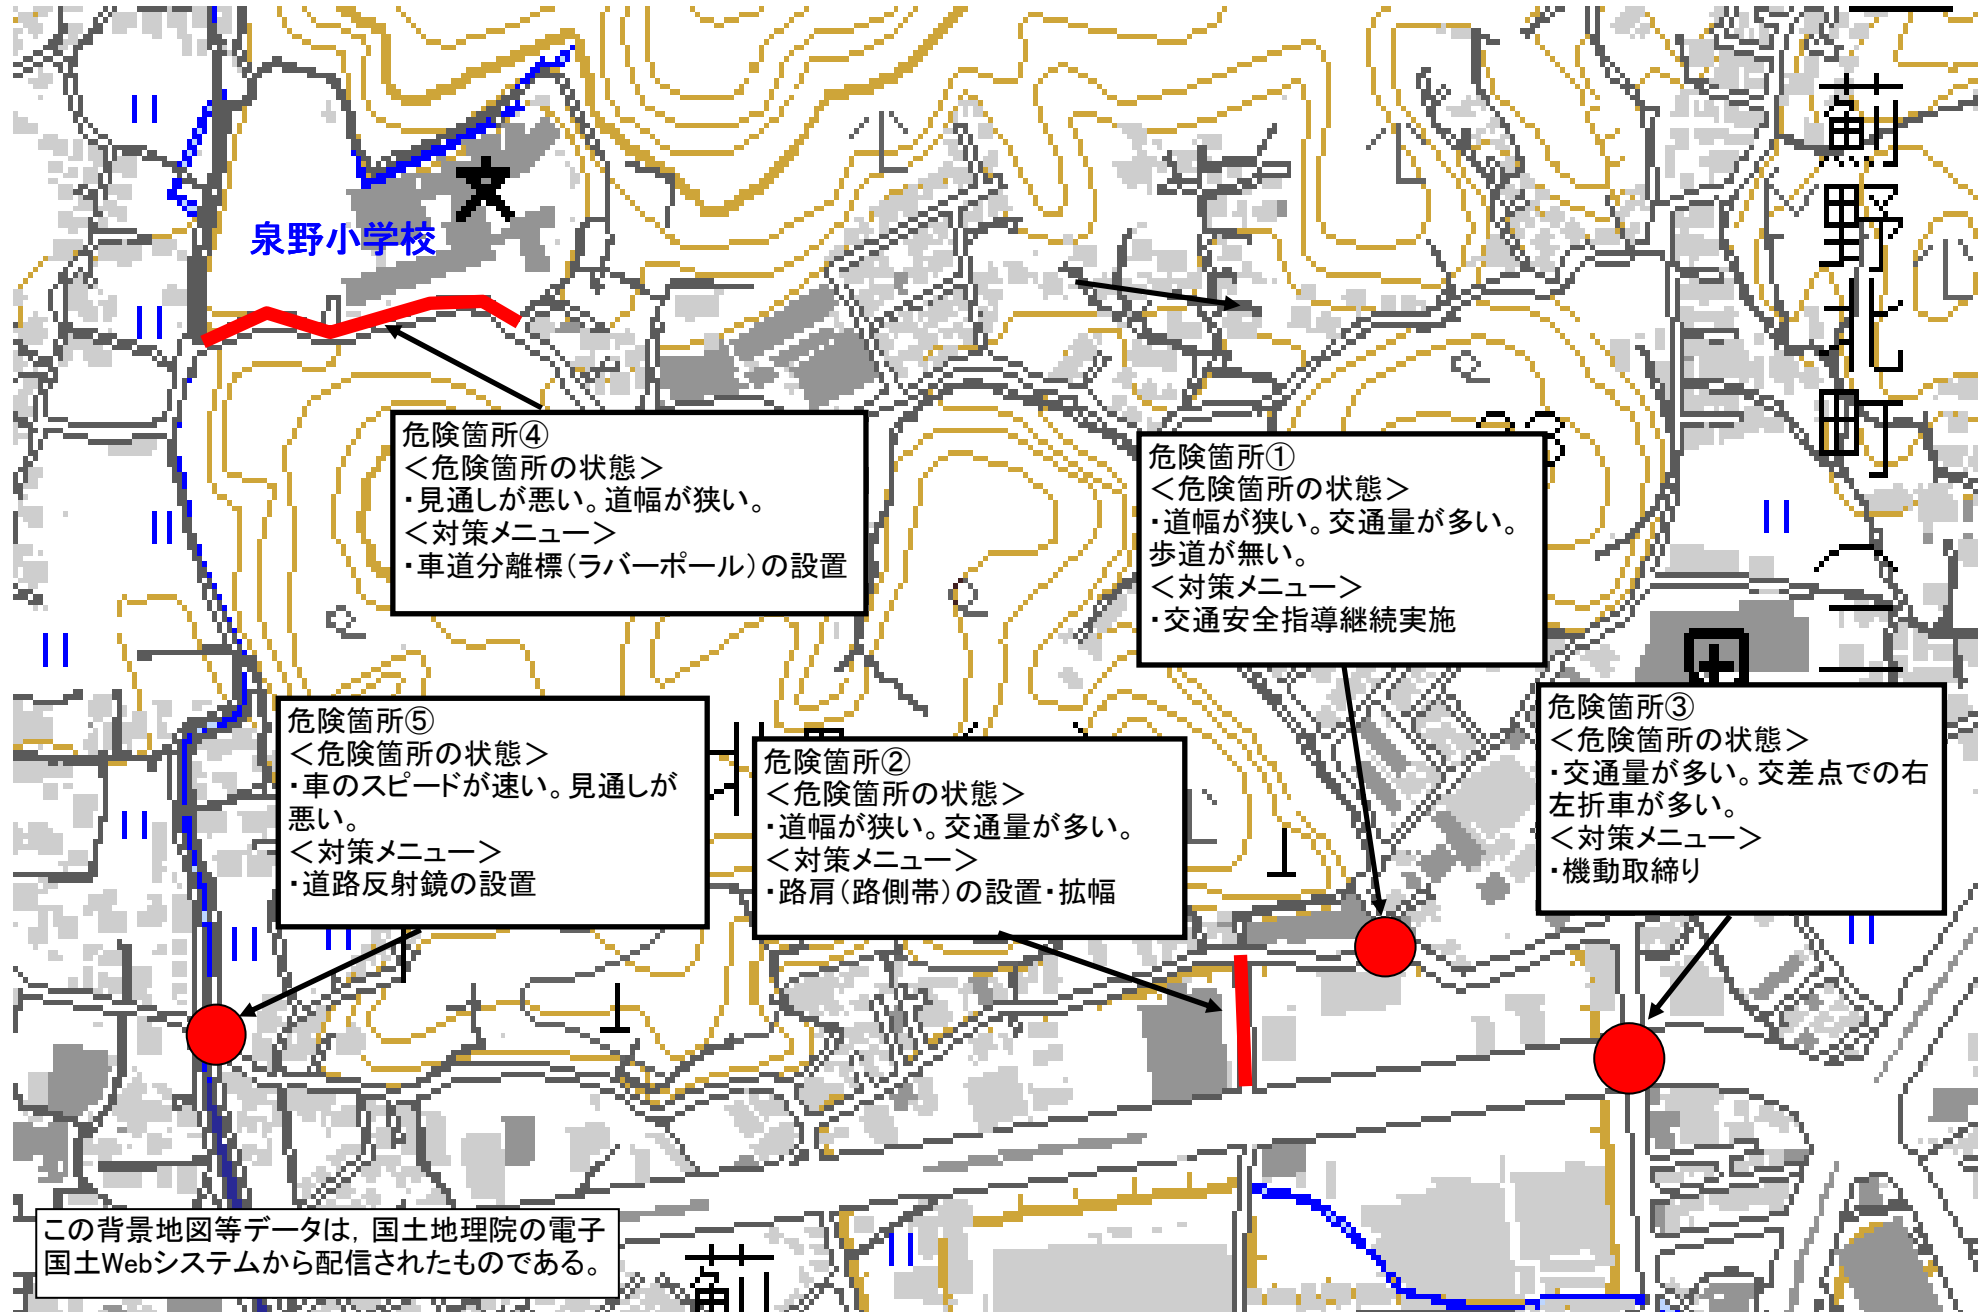 泉野小学校
薊野北町
危険箇所④
＜危険箇所の状態＞
・見通しが悪い。道幅が狭い。
＜対策メニュー＞
・車道分離標（ラバーポール）の設置
危険箇所①
＜危険箇所の状態＞
・道幅が狭い。交通量が多い。
歩道が無い。
＜対策メニュー＞
・交通安全指導継続実施
危険箇所⑤
＜危険箇所の状態＞
・車のスピードが速い。見通しが
悪い。
＜対策メニュー＞
・道路反射鏡の設置
危険箇所②
＜危険箇所の状態＞
・道幅が狭い。交通量が多い。
＜対策メニュー＞
・路肩（路側帯）の設置・拡幅
危険箇所③
＜危険箇所の状態＞
・交通量が多い。交差点での右
左折車が多い。
＜対策メニュー＞
・機動取締り
この背景地図等データは，国土地理院の電子
国土Webシステムから配信されたものである。
薊